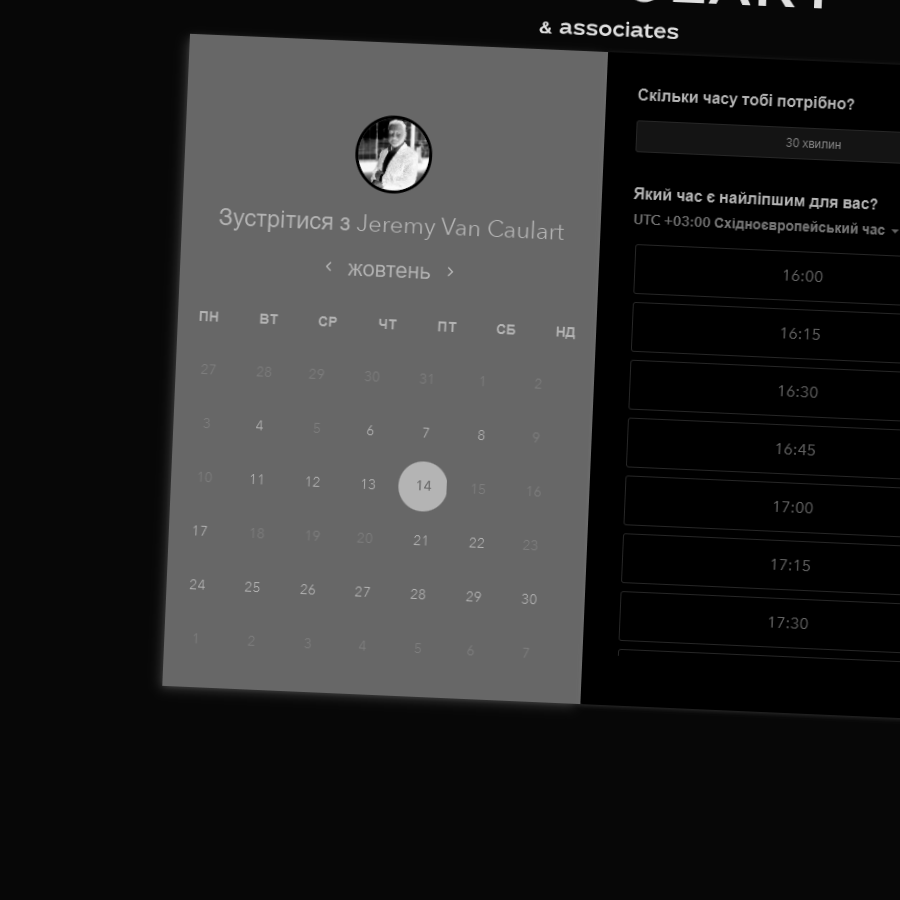 & associates
Зустрітися з Jeremy Van Caulart
жовтень
ПН ВТ СР ЧТ ПТ СБ НД
27 28 29 30 31 1 2
3 4 5 6 7 8 9
10 11 12 13 14 15 16
17 18 19 20 21 22 23
24 25 26 27 28 29 30
1 2 3 4 5 6 7
Скільки часу тобі потрібно?
30 хвилин
Який час є найліпшим для вас?
UTC +03:00 Східноєвропейський час
16:00
16:15
16:30
16:45
17:00
17:15
17:30